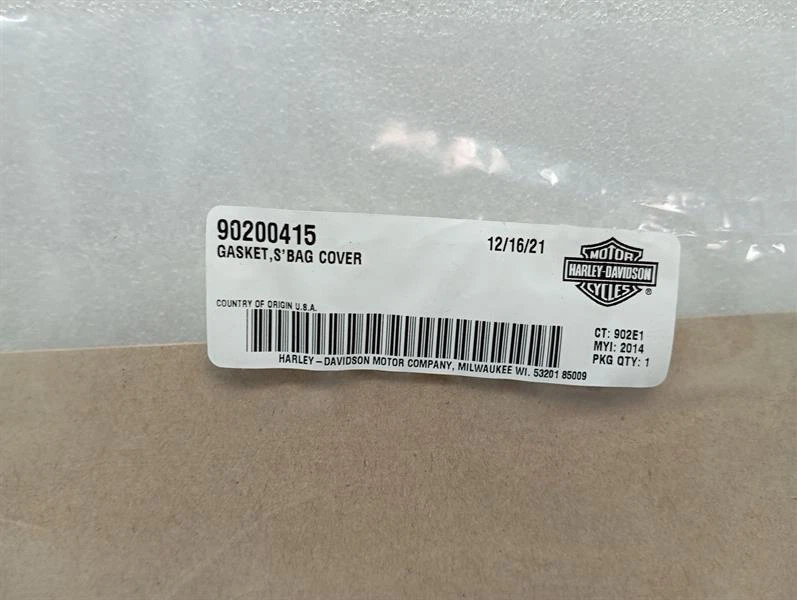 90200415
12/16/21
GASKET,S'BAG COVER
MOTOR
HARLEY-DAVIDSON
CYCLES
®
COUNTRY OF ORIGIN U.S.A.
CT: 902E1
MYI: 2014
PKG QTY: 1
HARLEY-DAVIDSON MOTOR COMPANY, MILWAUKEE WI. 53201 85009